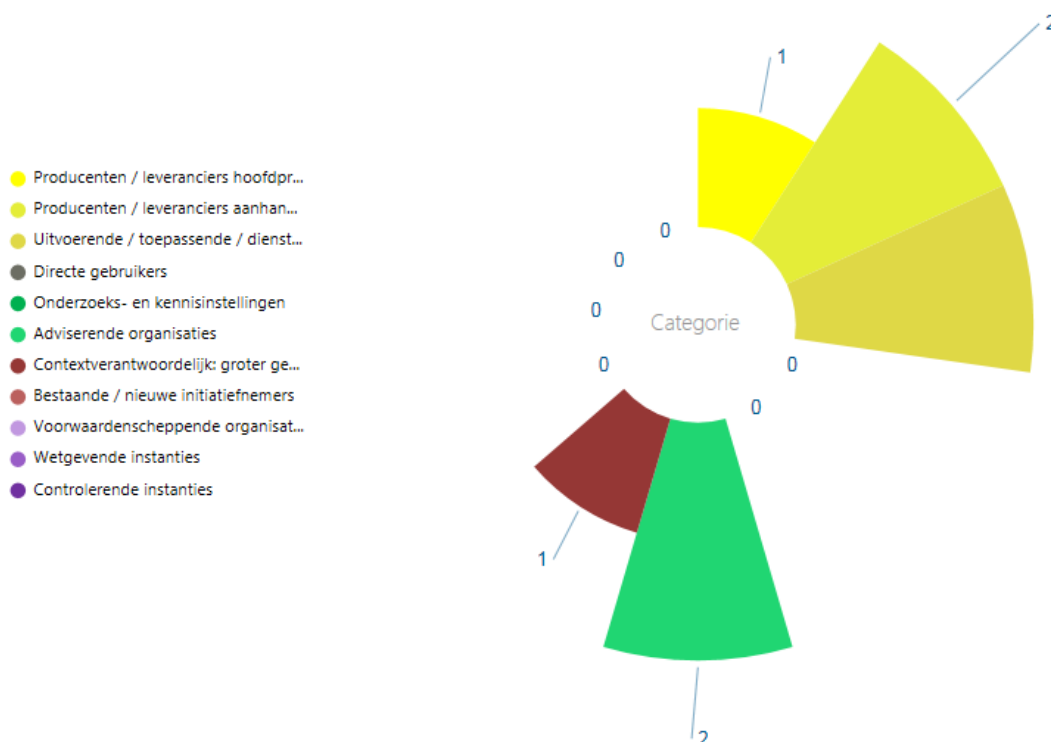 Producenten / leveranciers hoofdpr...
Producenten / leveranciers aanhan...
Uitvoerende / toepassende / dienst...
Directe gebruikers
Onderzoeks- en kennisinstellingen
Adviserende organisaties
Contextverantwoordelijk: groter ge...
Bestaande / nieuwe initiatiefnemers
Voorwaardenscheppende organisat...
Wetgevende instanties
Controlerende instanties
2
1
0
0
0
Categorie
0
0
0
1
2